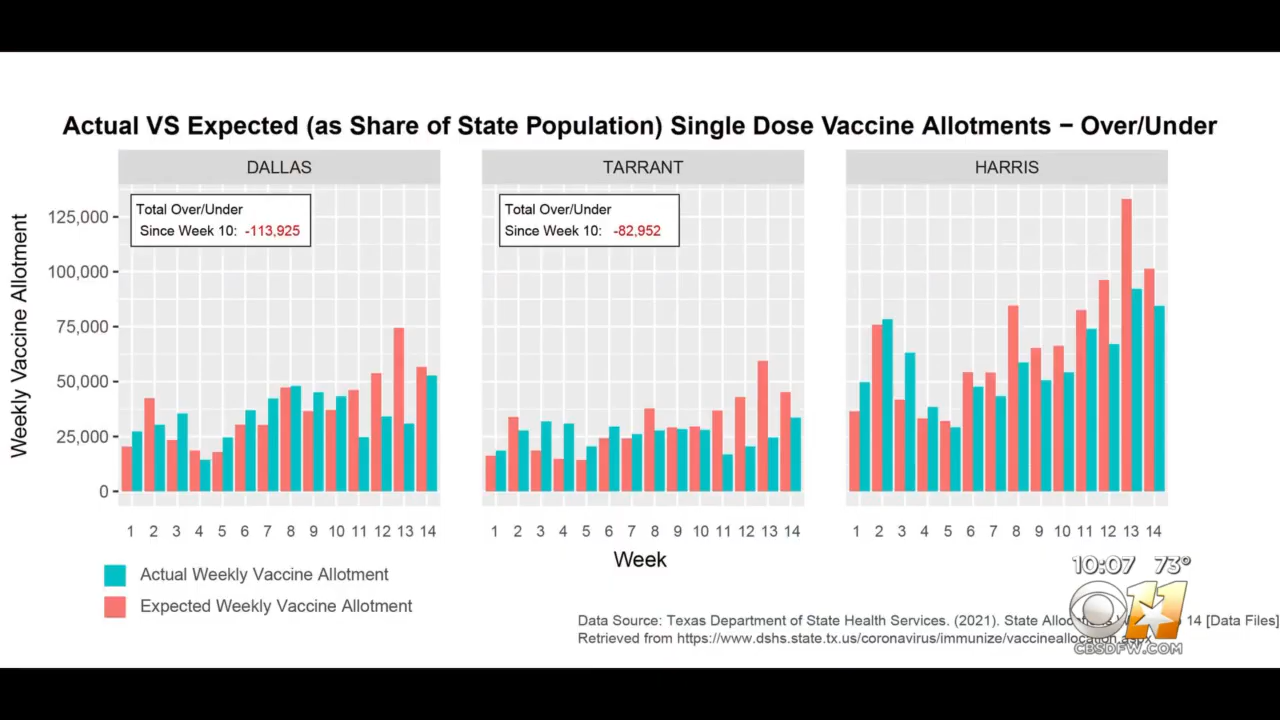 Actual VS Expected (as Share of State Population) Single Dose Vaccine Allotments − Over/Under
DALLAS
TARRANT
HARRIS
Weekly Vaccine Allotment
125,000
100,000
75,000
50,000
25,000
0
Total Over/Under
Since Week 10: -113,925
Total Over/Under
Since Week 10: -82,952
1 2 3 4 5 6 7 8 9 10 11 12 13 14
1 2 3 4 5 6 7 8 9 10 11 12 13 14
1 2 3 4 5 6 7 8 9 10 11 12 13 14
Week
Actual Weekly Vaccine Allotment
Expected Weekly Vaccine Allotment
10:07 73°
11
CBSDFW.COM
Data Source: Texas Department of State Health Services. (2021). State 14 [Data Files]
Retrieved from https://www.dshs.state.tx.us/coronavirus/immunize/vaccineallocation.aspx